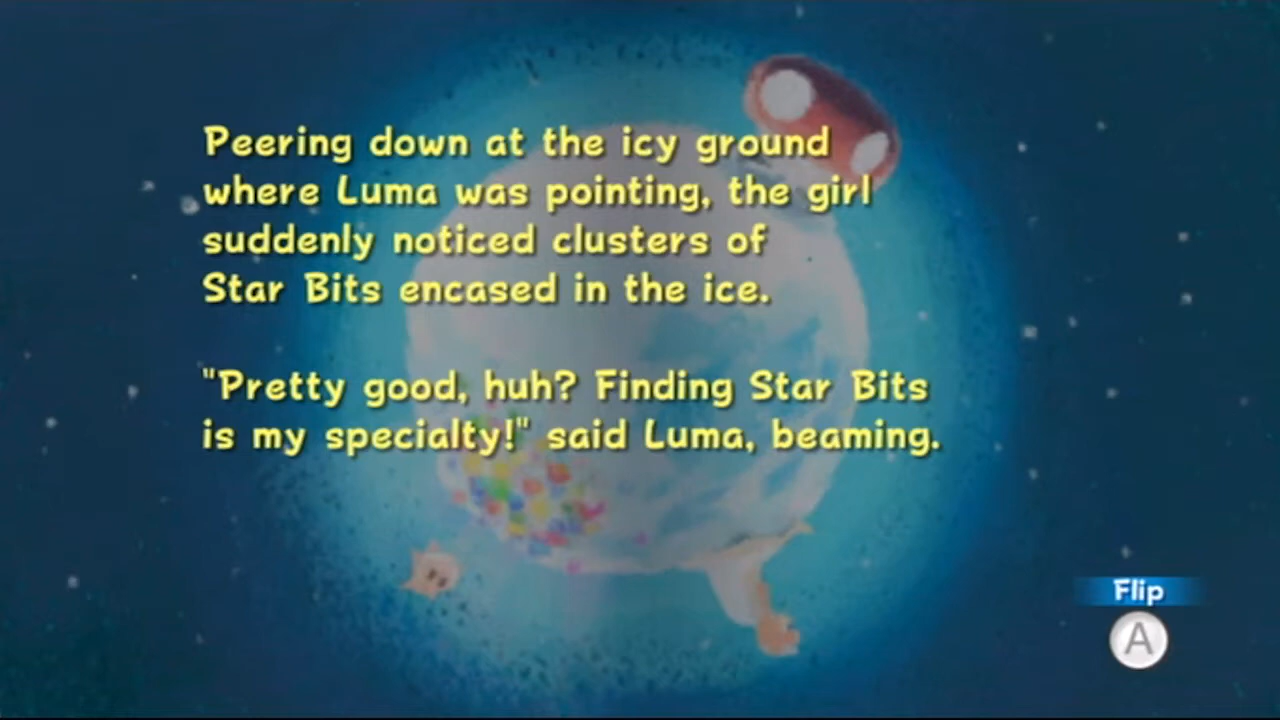 Peering down at the icy ground
where Luma was pointing, the girl
suddenly noticed clusters of
Star Bits encased in the ice.
"Pretty good, huh? Finding Star Bits
is my specialty!" said Luma, beaming.
Flip
A